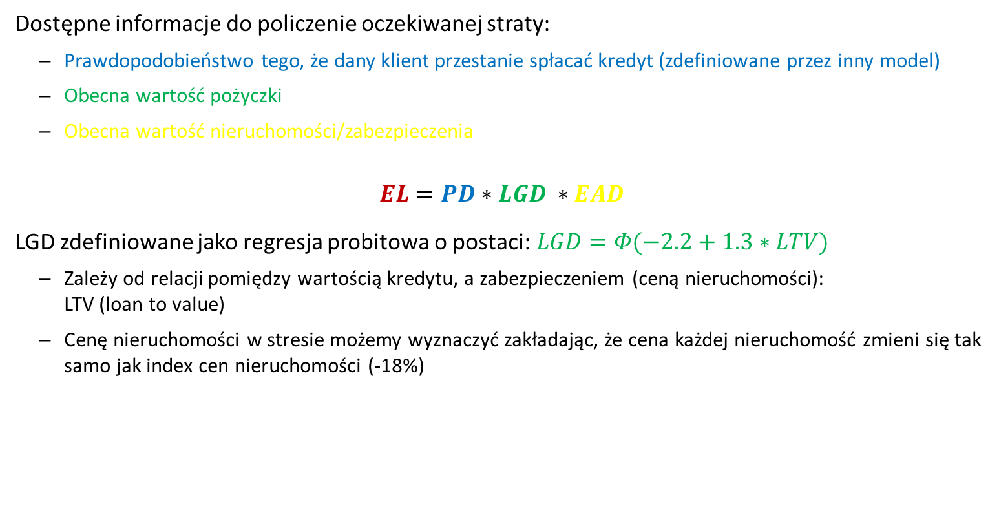 Dostępne informacje do policzenie oczekiwanej straty:
– Prawdopodobieństwo tego, że dany klient przestanie spłacać kredyt (zdefiniowane przez inny model)
– Obecna wartość pożyczki
– Obecna wartość nieruchomości/zabezpieczenia
EL = PD * LGD * EAD
LGD zdefiniowane jako regresja probitowa o postaci: LGD = Φ(−2.2 + 1.3 * LTV)
– Zależy od relacji pomiędzy wartością kredytu, a zabezpieczeniem (ceną nieruchomości):
LTV (loan to value)
– Cenę nieruchomości w stresie możemy wyznaczyć zakładając, że cena każdej nieruchomość zmieni się tak
samo jak index cen nieruchomości (-18%)